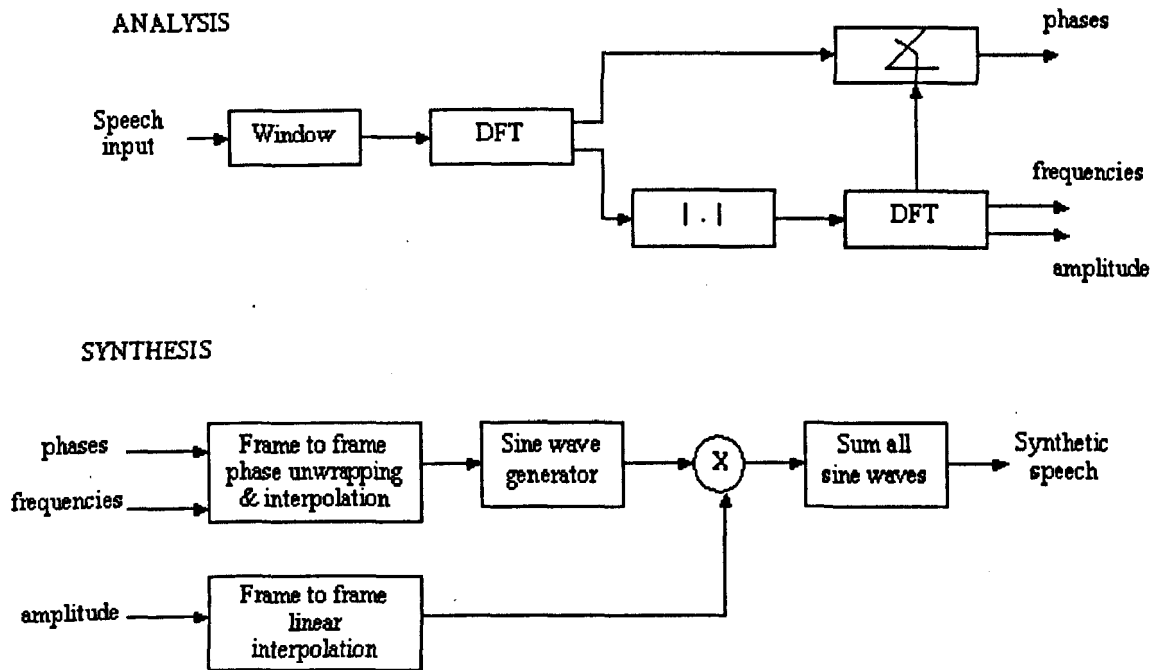 ANALYSIS
phases
Speech
input
Window
DFT
frequencies
| . |
DFT
amplitude
SYNTHESIS
phases
frequencies
Frame to frame
phase unwrapping
& interpolation
Sine wave
generator
X
Sum all
sine waves
Synthetic
speech
amplitude
Frame to frame
linear
interpolation